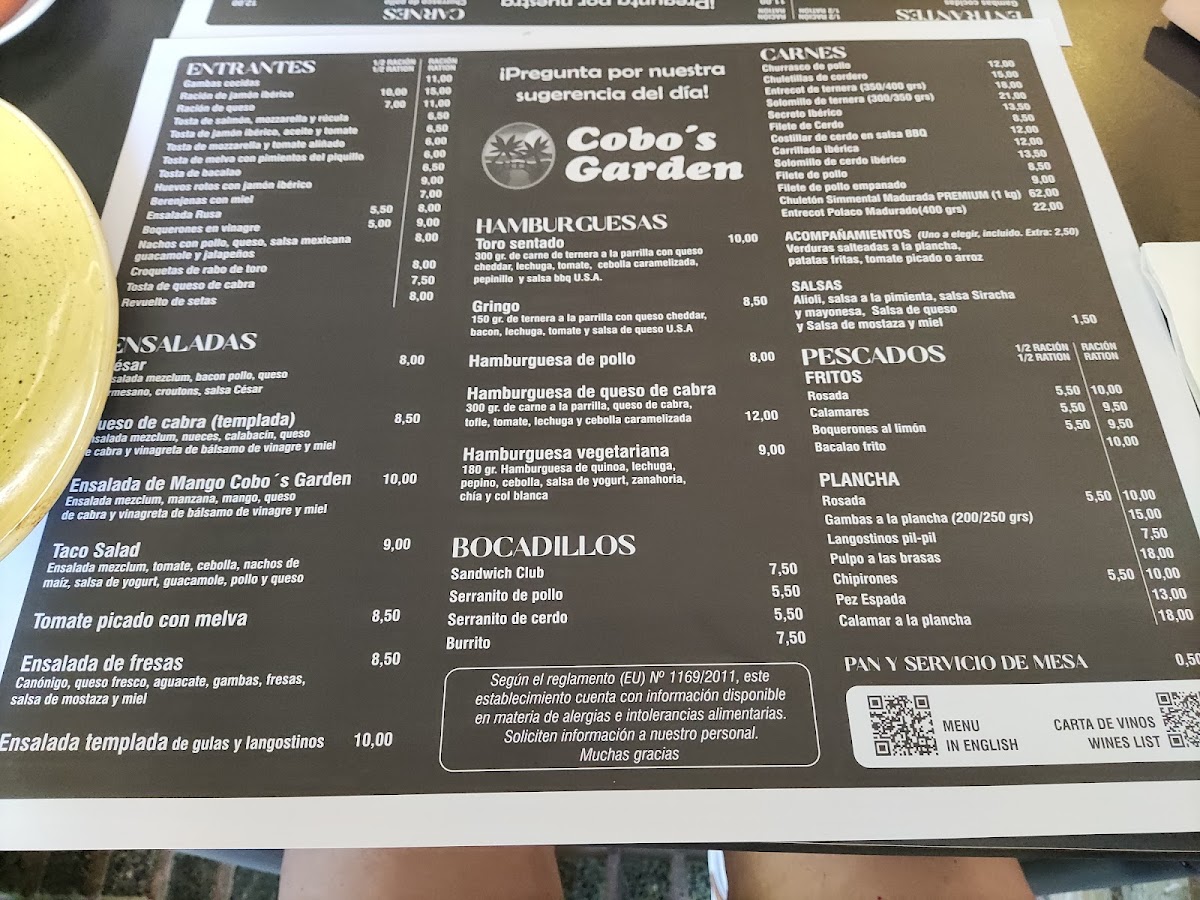 CARNES
¡Pregunta por nuestra
ENTRANTES
Gambas cocidas
ENTRANTES 1/2 RACIÓN RACIÓN
1/2 RATION RATION
Gambas cocidas 11,00
Ración de jamón ibérico 10,00 15,00
Ración de queso 7,00 11,00
Tosta de salmón, mozzarella y rúcula 6,50
Tosta de jamón ibérico, aceite y tomate 6,50
Tosta de mozzarella y tomate aliñado 6,00
Tosta de melva con pimientos del piquillo 6,00
Tosta de bacalao 6,50
Huevos rotos con jamón ibérico 9,00
Berenjenas con miel 7,00
Ensalada Rusa 5,50 8,00
Boquerones en vinagre 5,00 9,00
Nachos con pollo, queso, salsa mexicana 8,00
guacamole y jalapeños
Croquetas de rabo de toro 8,00
Tosta de queso de cabra 7,50
Revuelto de setas 8,00
ENSALADAS
ésar 8,00
salada mezclum, bacon pollo, queso
rmesano, croutons, salsa César
ueso de cabra (templada) 8,50
nsalada mezclum, nueces, calabacín, queso
e cabra y vinagreta de bálsamo de vinagre y miel
Ensalada de Mango Cobo´s Garden 10,00
Ensalada mezclum, manzana, mango, queso
de cabra y vinagreta de bálsamo de vinagre y miel
Taco Salad 9,00
Ensalada mezclum, tomate, cebolla, nachos de
maíz, salsa de yogurt, guacamole, pollo y queso
Tomate picado con melva 8,50
Ensalada de fresas 8,50
Canónigo, queso fresco, aguacate, gambas, fresas,
salsa de mostaza y miel
Ensalada templada de gulas y langostinos 10,00
¡Pregunta por nuestra
sugerencia del día!
Cobo´s
Garden
HAMBURGUESAS
Toro sentado 10,00
300 gr. de carne de ternera a la parrilla con queso
cheddar, lechuga, tomate, cebolla caramelizada,
pepinillo y salsa bbq U.S.A.
Gringo 8,50
150 gr. de ternera a la parrilla con queso cheddar,
bacon, lechuga, tomate y salsa de queso U.S.A
Hamburguesa de pollo 8,00
Hamburguesa de queso de cabra
300 gr. de carne a la parrilla, queso de cabra, 12,00
tofle, tomate, lechuga y cebolla caramelizada
Hamburguesa vegetariana 9,00
180 gr. Hamburguesa de quinoa, lechuga,
pepino, cebolla, salsa de yogurt, zanahoria,
chía y col blanca
BOCADILLOS
Sandwich Club 7,50
Serranito de pollo 5,50
Serranito de cerdo 5,50
Burrito 7,50
Según el reglamento (EU) Nº 1169/2011, este
establecimiento cuenta con información disponible
en materia de alergias e intolerancias alimentarias.
Soliciten información a nuestro personal.
Muchas gracias
CARNES
Churrasco de pollo 12,00
Chuletillas de cordero 15,00
Entrecot de ternera (350/400 grs) 18,00
Solomillo de ternera (300/350 grs) 21,00
Secreto Ibérico 13,50
Filete de Cerdo 8,50
Costillar de cerdo en salsa BBQ 12,00
Carrillada ibérica 12,00
Solomillo de cerdo ibérico 13,50
Filete de pollo 8,50
Filete de pollo empanado 9,00
Chuletón Simmental Madurada PREMIUM (1 kg) 62,00
Entrecot Polaco Madurado(400 grs) 22,00
ACOMPAÑAMIENTOS (Uno a elegir, incluido. Extra: 2,50)
Verduras salteadas a la plancha,
patatas fritas, tomate picado o arroz
SALSAS
Alioli, salsa a la pimienta, salsa Siracha
y mayonesa, Salsa de queso
y Salsa de mostaza y miel 1,50
PESCADOS 1/2 RACIÓN RACIÓN
1/2 RATION RATION
FRITOS
Rosada 5,50 10,00
Calamares 5,50 9,50
Boquerones al limón 5,50 9,50
Bacalao frito 10,00
PLANCHA
Rosada 5,50 10,00
Gambas a la plancha (200/250 grs) 15,00
Langostinos pil-pil 7,50
Pulpo a las brasas 18,00
Chipirones 5,50 10,00
Pez Espada 13,00
Calamar a la plancha 18,00
PAN Y SERVICIO DE MESA 0,50
MENU
IN ENGLISH
CARTA DE VINOS
WINES LIST